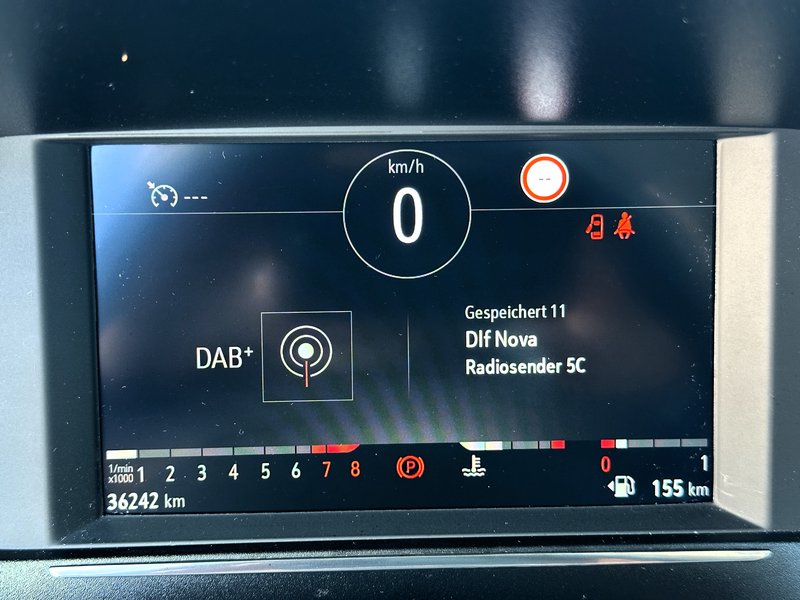 km/h
0
---
--
Gespeichert 11
DAB+
Dlf Nova
Radiosender 5C
1/min
x1000 1 2 3 4 5 6 7 8
P
0 1
36242 km
155 km